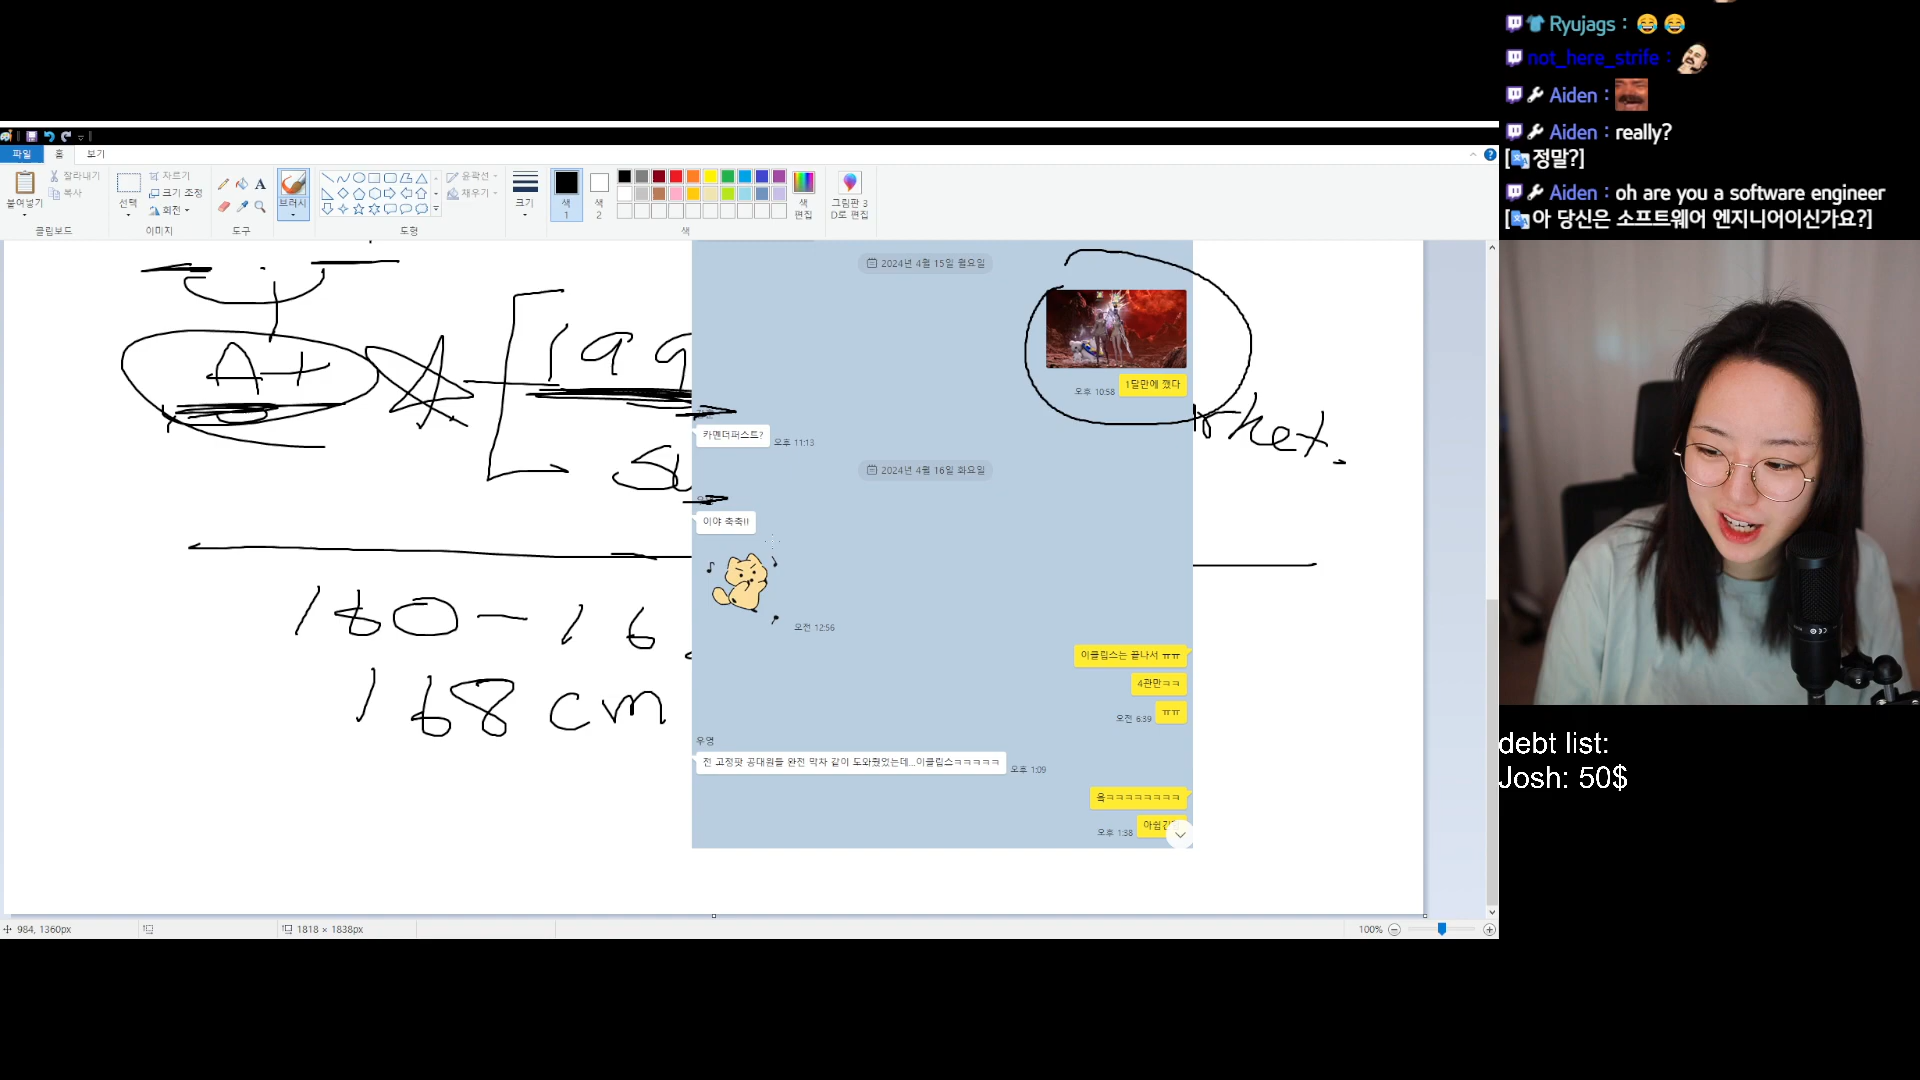 Ryujags :
not_here_strife :
Aiden :
Aiden : really?
[정말?]
Aiden : oh are you a software engineer
[아 당신은 소프트웨어 엔지니어이신가요?]
파일 홈 보기
붙여넣기
잘라내기
복사
클립보드
선택
자르기
크기 조정
회전
이미지
A
도구
브러시
윤곽선
채우기
도형
크기
색 1
색 2
색 편집
그림판 3D로 편집
색
A+
199
rket.
180-16
168cm
2024년 4월 15일 월요일
오후 10:58 1달만에 깼다
카멘더퍼스트? 오후 11:13
2024년 4월 16일 화요일
이야 축축!!
오전 12:56
이클립스는 끝나서 ㅠㅠ
4관만ㅋㅋ
오전 6:39 ㅠㅠ
우영
전 고정팟 공대원들 완전 막차 같이 도와줬었는데...이클립스ㅋㅋㅋㅋㅋ 오후 1:09
욬ㅋㅋㅋㅋㅋㅋㅋㅋ
오후 1:38
debt list:
Josh: 50$
984, 1360px
1818 × 1838px
100%